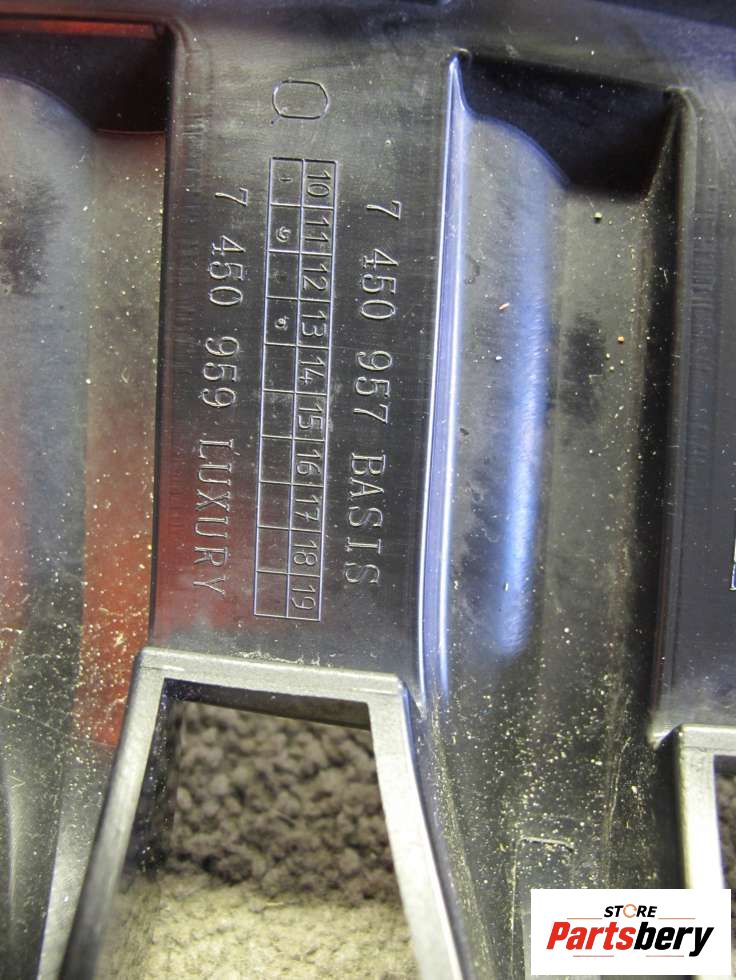 7 450 957 BASIS
10 11 12 13 14 15 16 17 18 19
7 450 959 LUXURY
STORE
Partsbery